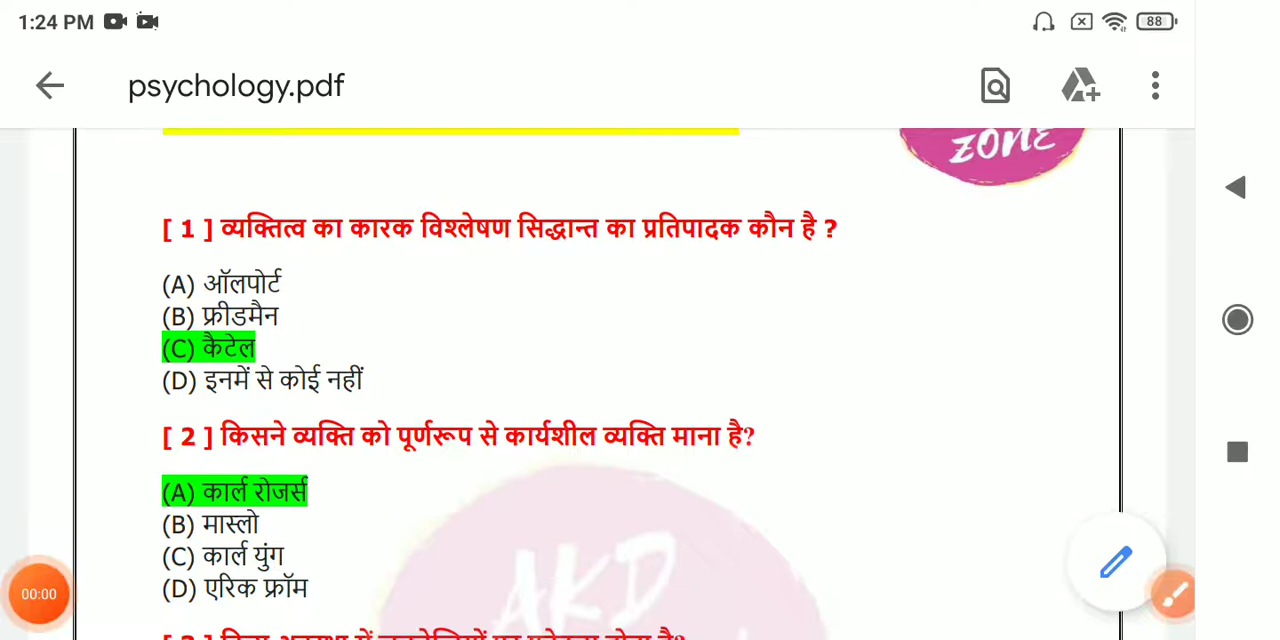 1:24 PM
88
psychology.pdf
ZONE
[ 1 ] व्यक्तित्व का कारक विश्लेषण सिद्धान्त का प्रतिपादक कौन है ?
(A) ऑलपोर्ट
(B) फ्रीडमैन
(C) कैटेल
(D) इनमें से कोई नहीं
[ 2 ] किसने व्यक्ति को पूर्णरूप से कार्यशील व्यक्ति माना है?
(A) कार्ल रोजर्स
(B) मास्लो
(C) कार्ल युंग
(D) एरिक फ्रॉम
AKD
00:00